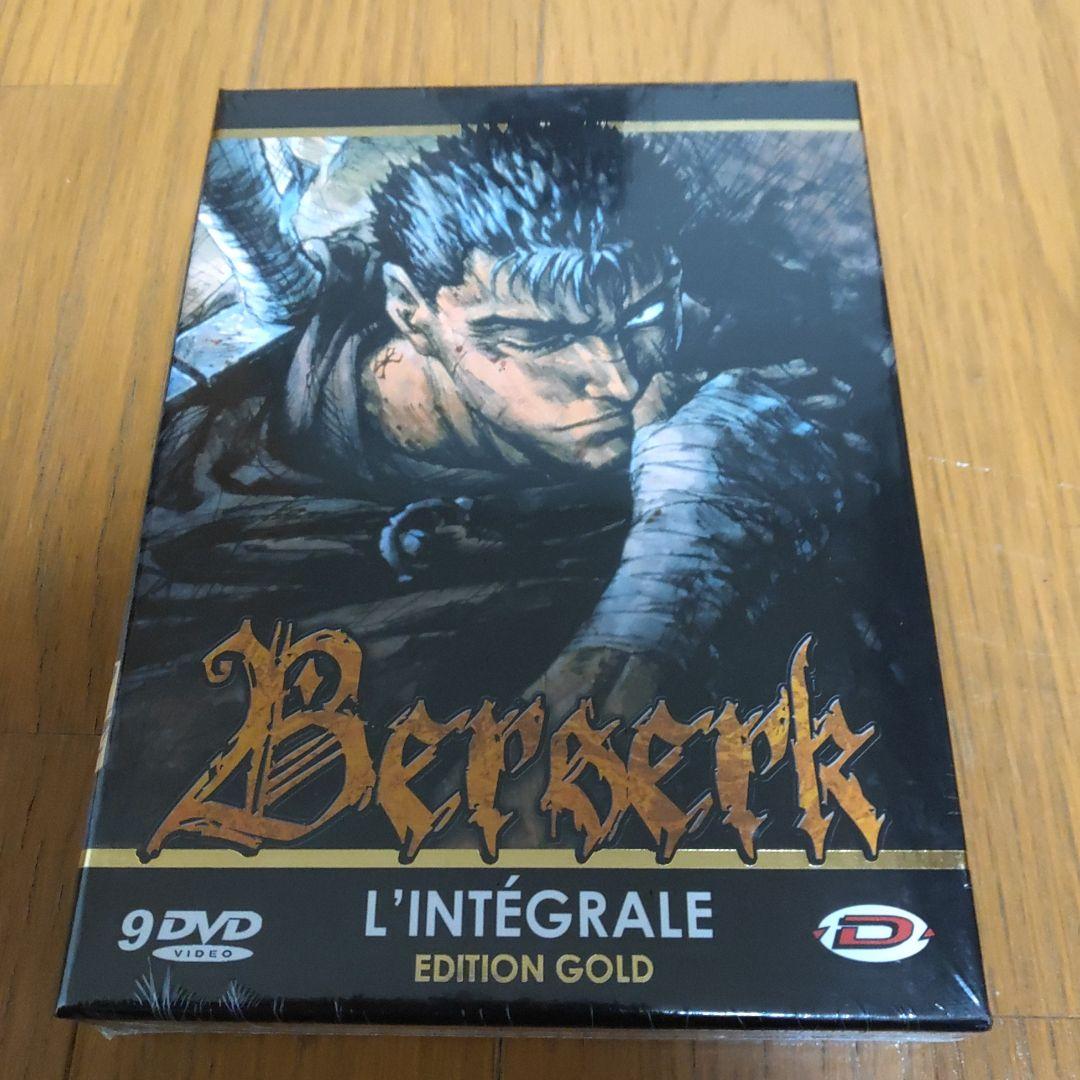 Berserk
L'INTÉGRALE
EDITION GOLD
9 DVD
VIDEO
D